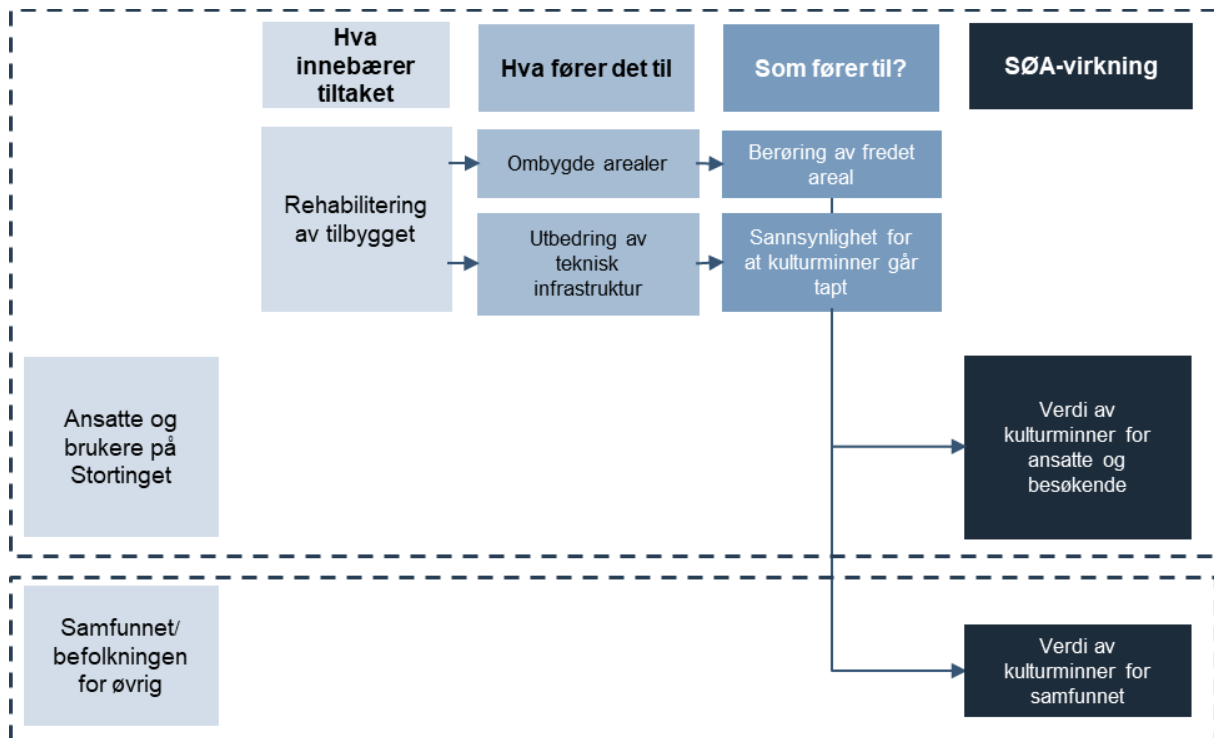 Hva
innebærer
tiltaket
Hva fører det til
Som fører til?
SØA-virkning
Rehabilitering
av tilbygget
Ombygde arealer
Berøring av fredet
areal
Utbedring av
teknisk
infrastruktur
Sannsynlighet for
at kulturminner går
tapt
Ansatte og
brukere på
Stortinget
Verdi av
kulturminner for
ansatte og
besøkende
Samfunnet/
befolkningen
for øvrig
Verdi av
kulturminner for
samfunnet